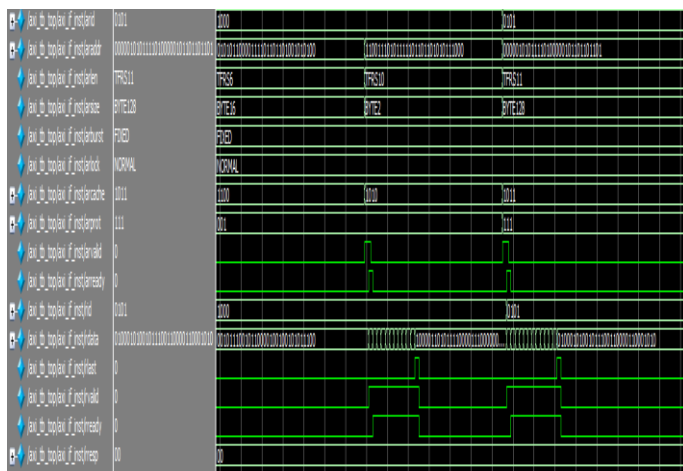 /axi_tb_top/axi_if_inst/arid 0101 1000 0101
/axi_tb_top/axi_if_inst/araddr
/axi_tb_top/axi_if_inst/arlen TFRS11 TFRS6 TFRS10 TFRS11
/axi_tb_top/axi_if_inst/arsize BYTE128 BYTE16 BYTE2 BYTE128
/axi_tb_top/axi_if_inst/arburst FIXED FIXED
/axi_tb_top/axi_if_inst/arlock NORMAL NORMAL
/axi_tb_top/axi_if_inst/arcache 1011 1100 1010 1011
/axi_tb_top/axi_if_inst/arprot 111 001 111
/axi_tb_top/axi_if_inst/arvalid 0
/axi_tb_top/axi_if_inst/arready 0
/axi_tb_top/axi_if_inst/rid 0101 1000 0101
/axi_tb_top/axi_if_inst/rdata
/axi_tb_top/axi_if_inst/rlast 0
/axi_tb_top/axi_if_inst/rvalid 0
/axi_tb_top/axi_if_inst/rready 0
/axi_tb_top/axi_if_inst/rresp 00 00